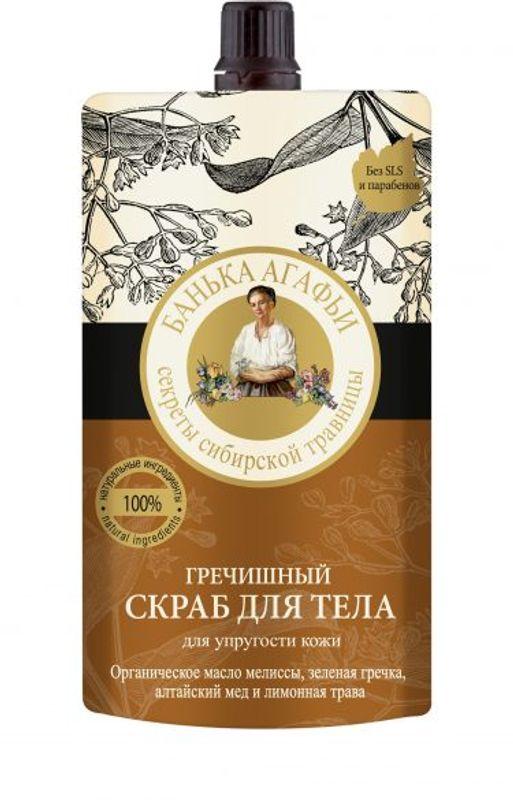 Без SLS
и парабенов
БАНЬКА АГАФЬИ
секреты сибирской травницы
натуральные ингредиенты
100%
natural ingredients
ГРЕЧИШНЫЙ
СКРАБ ДЛЯ ТЕЛА
для упругости кожи
Органическое масло мелиссы, зеленая гречка,
алтайский мед и лимонная трава